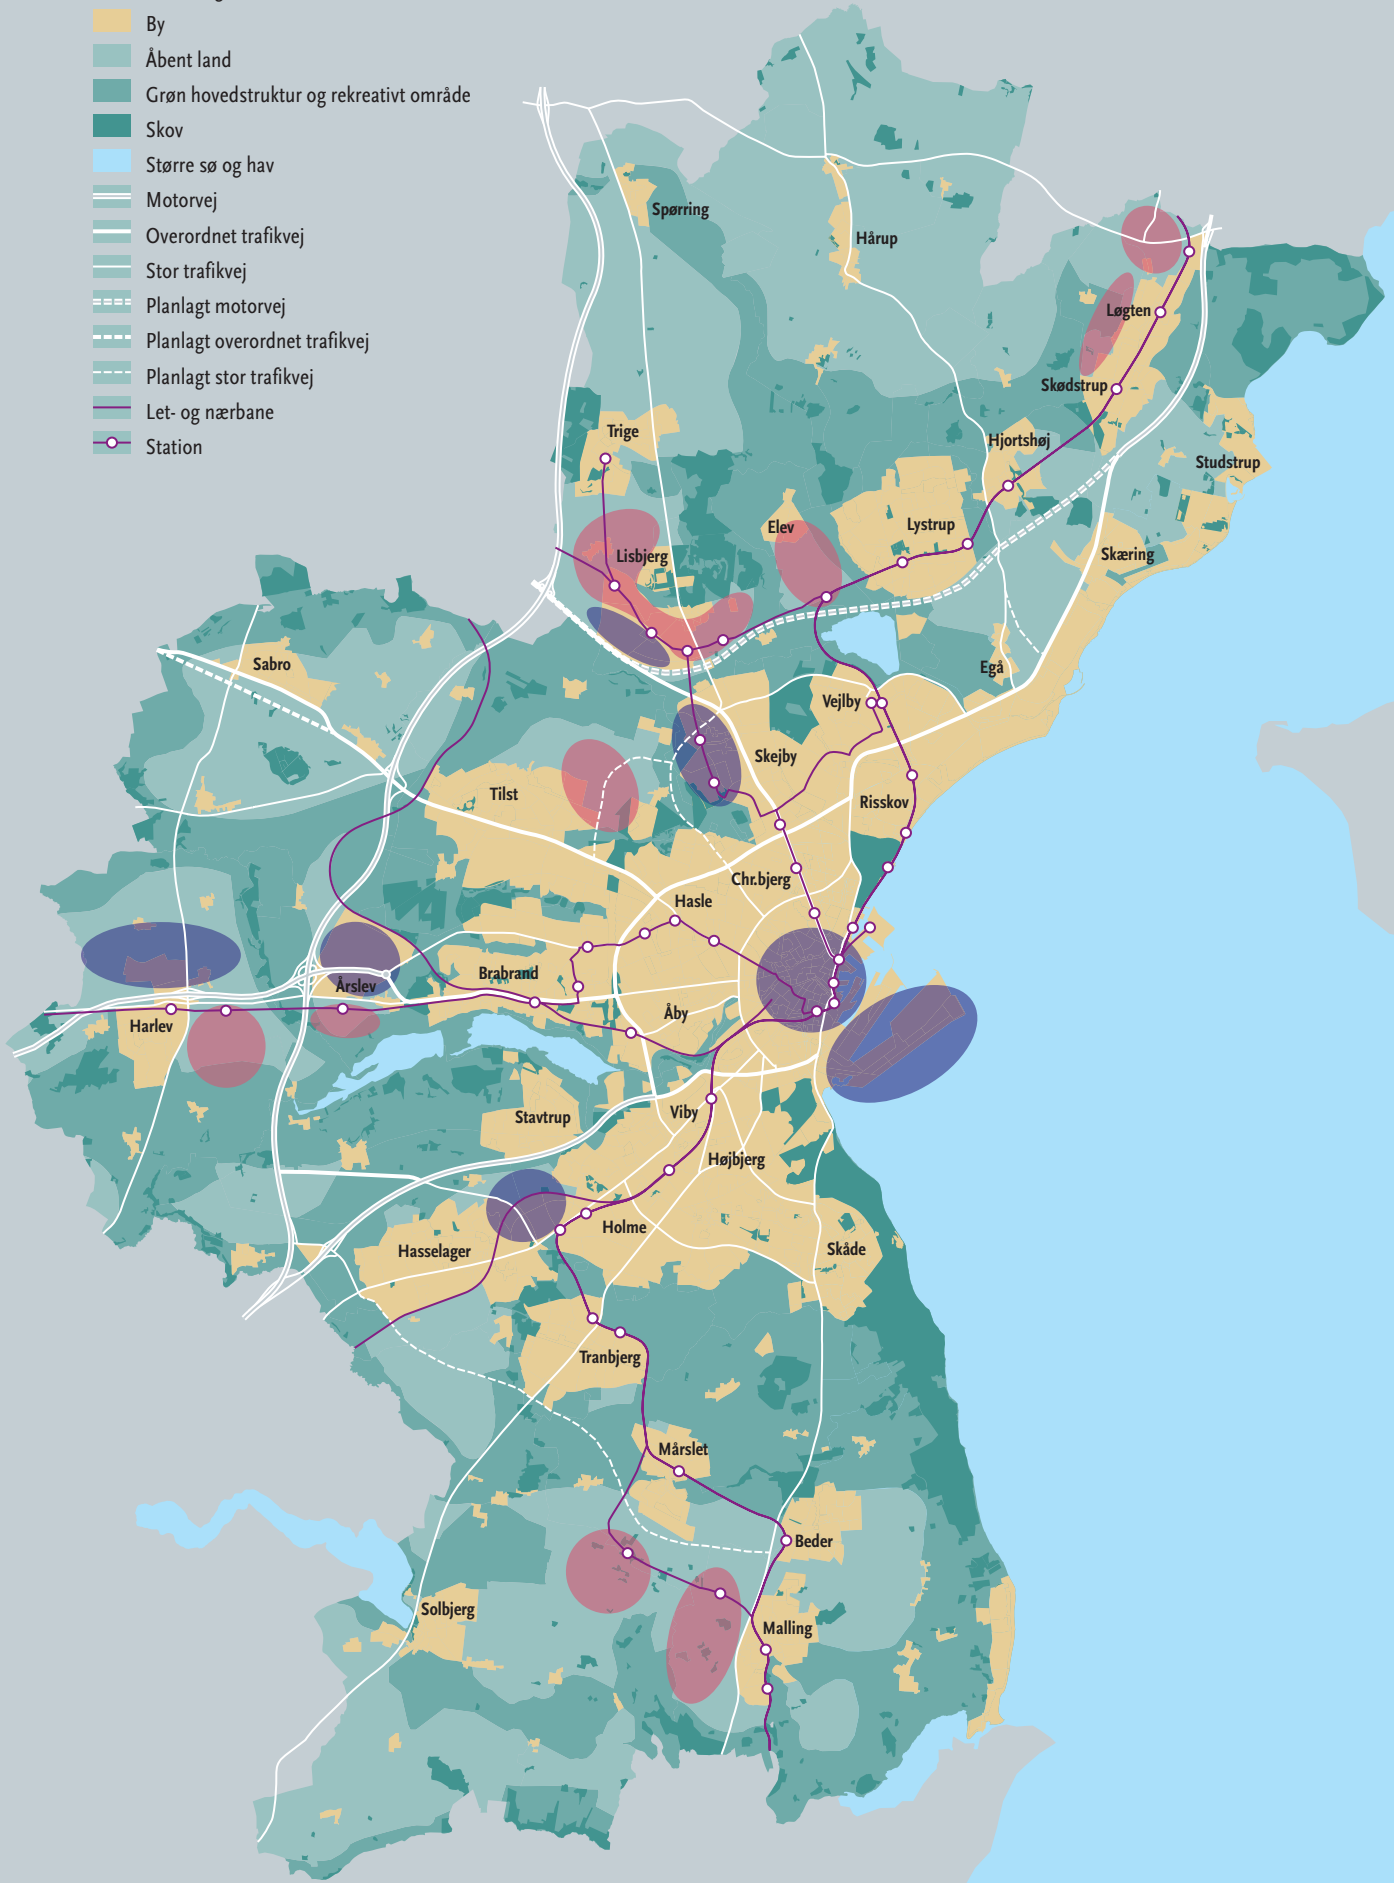 By
Åbent land
Grøn hovedstruktur og rekreativt område
Skov
Større sø og hav
Motorvej
Overordnet trafikvej
Stor trafikvej
Planlagt motorvej
Planlagt overordnet trafikvej
Planlagt stor trafikvej
Let- og nærbane
Station
Spørring
Hårup
Løgten
Skødstrup
Trige
Hjortshøj
Studstrup
Elev
Lystrup
Lisbjerg
Skæring
Sabro
Egå
Vejlby
Skejby
Tilst
Risskov
Chr.bjerg
Hasle
Brabrand
Årslev
Åby
Harlev
Stavtrup
Viby
Højbjerg
Holme
Hasselager
Skåde
Tranbjerg
Mårslet
Beder
Solbjerg
Malling